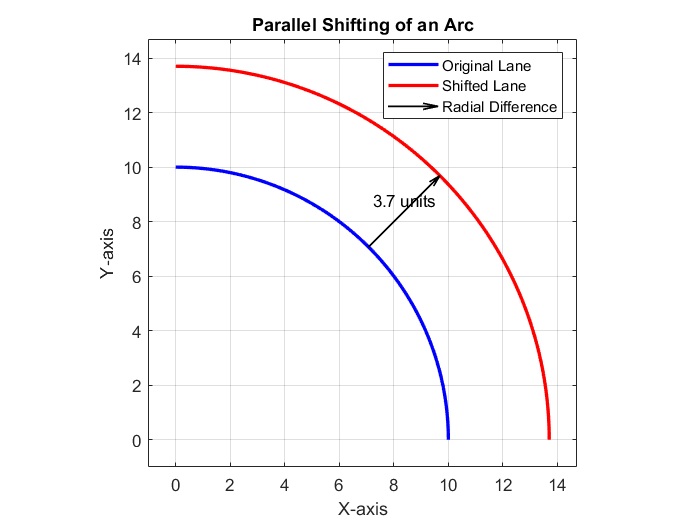 Parallel Shifting of an Arc
Original Lane
Shifted Lane
Radial Difference
3.7 units
Y-axis
14
12
10
8
6
4
2
0
0 2 4 6 8 10 12 14
X-axis